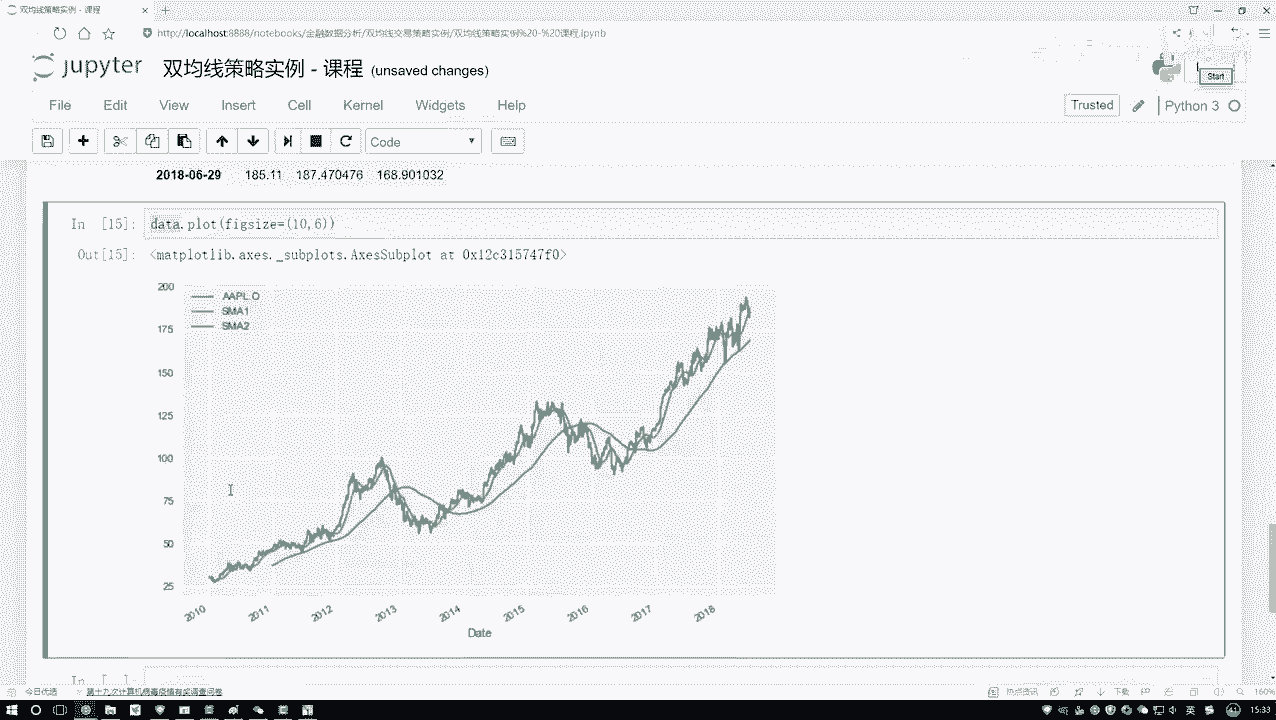 双均线策略实例 - 课程
http://localhost:8888/notebooks/金融数据分析/双均线交易策略实例/双均线策略实例%20-%20课程.ipynb
jupyter 双均线策略实例 - 课程 (unsaved changes)
Start
File Edit View Insert Cell Kernel Widgets Help
Trusted
Python 3
Code
2018-06-29 185.11 187.470476 168.901032
In [15]: data.plot(figsize=(10,6))
Out[15]: <matplotlib.axes._subplots.AxesSubplot at 0x12c315747f0>
AAPL.O
SMA1
SMA2
200
175
150
125
100
75
50
25
2010 2011 2012 2013 2014 2015 2016 2017 2018
Date
In [ ]:
今日优选
第十九次计算机病毒疫情有奖调查问卷
热点资讯
下载
160%
英
15:33